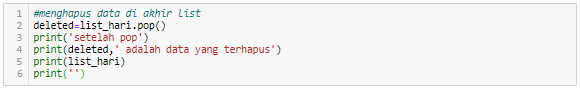 1 #menghapus data di akhir list
2 deleted=list_hari.pop()
3 print('setelah pop')
4 print(deleted,' adalah data yang terhapus')
5 print(list_hari)
6 print('')